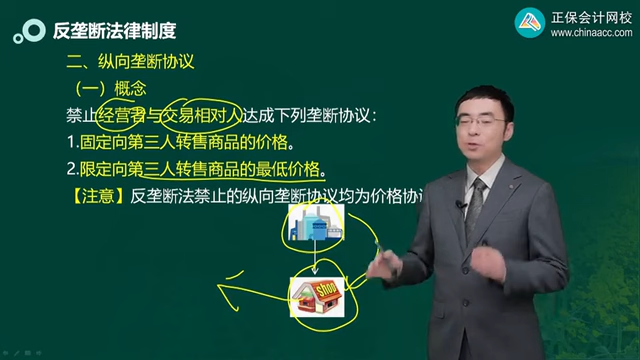 反垄断法律制度
正保会计网校
www.chinaacc.com
二、纵向垄断协议
（一）概念
禁止经营者与交易相对人达成下列垄断协议：
1.固定向第三人转售商品的价格。
2.限定向第三人转售商品的最低价格。
【注意】反垄断法禁止的纵向垄断协议均为价格协
shop